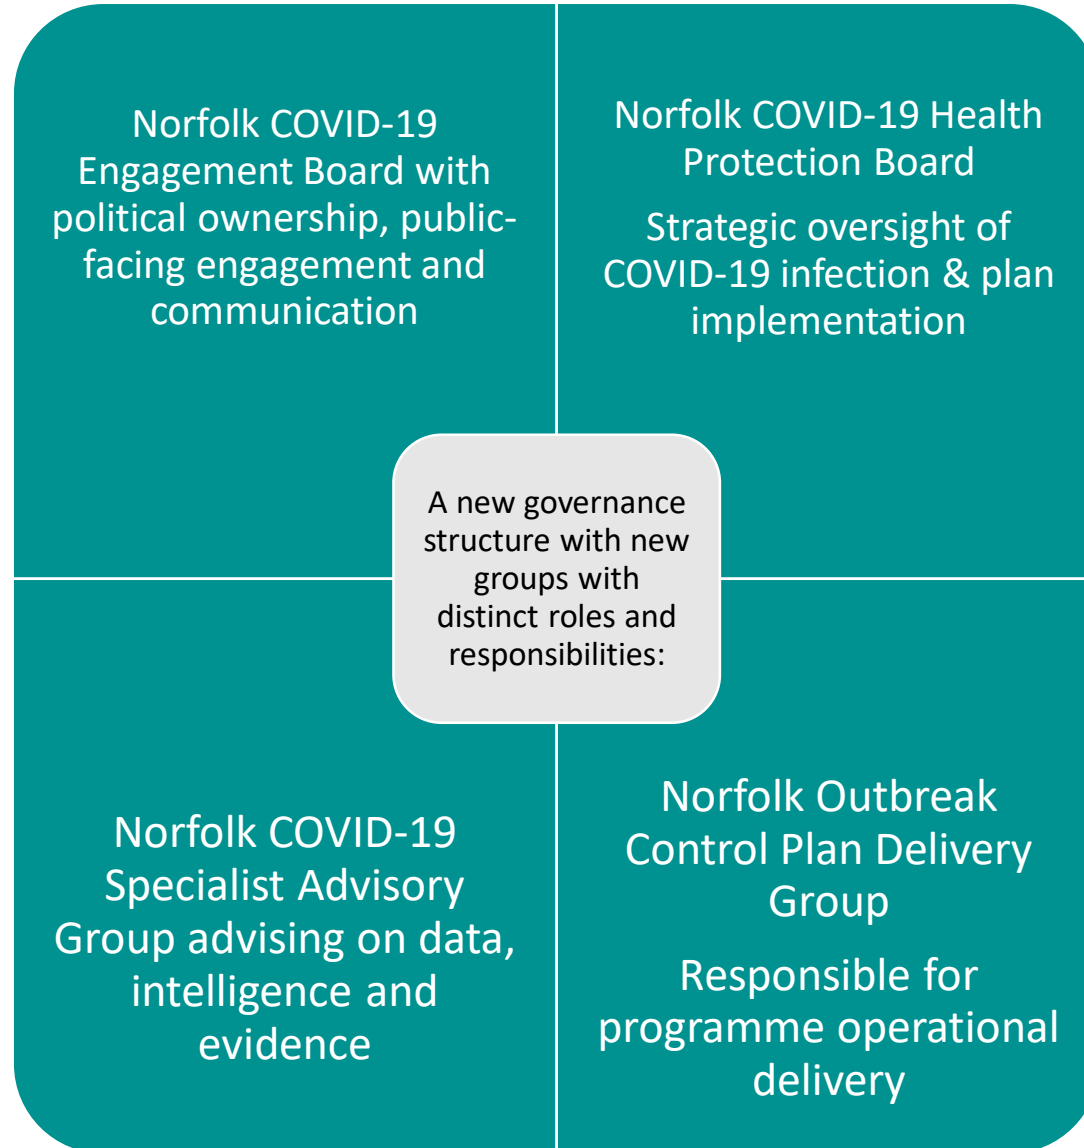 Norfolk COVID-19
Engagement Board with
political ownership, public-
facing engagement and
communication
Norfolk COVID-19 Health
Protection Board
Strategic oversight of
COVID-19 infection & plan
implementation
A new governance
structure with new
groups with
distinct roles and
responsibilities:
Norfolk COVID-19
Specialist Advisory
Group advising on data,
intelligence and
evidence
Norfolk Outbreak
Control Plan Delivery
Group
Responsible for
programme operational
delivery